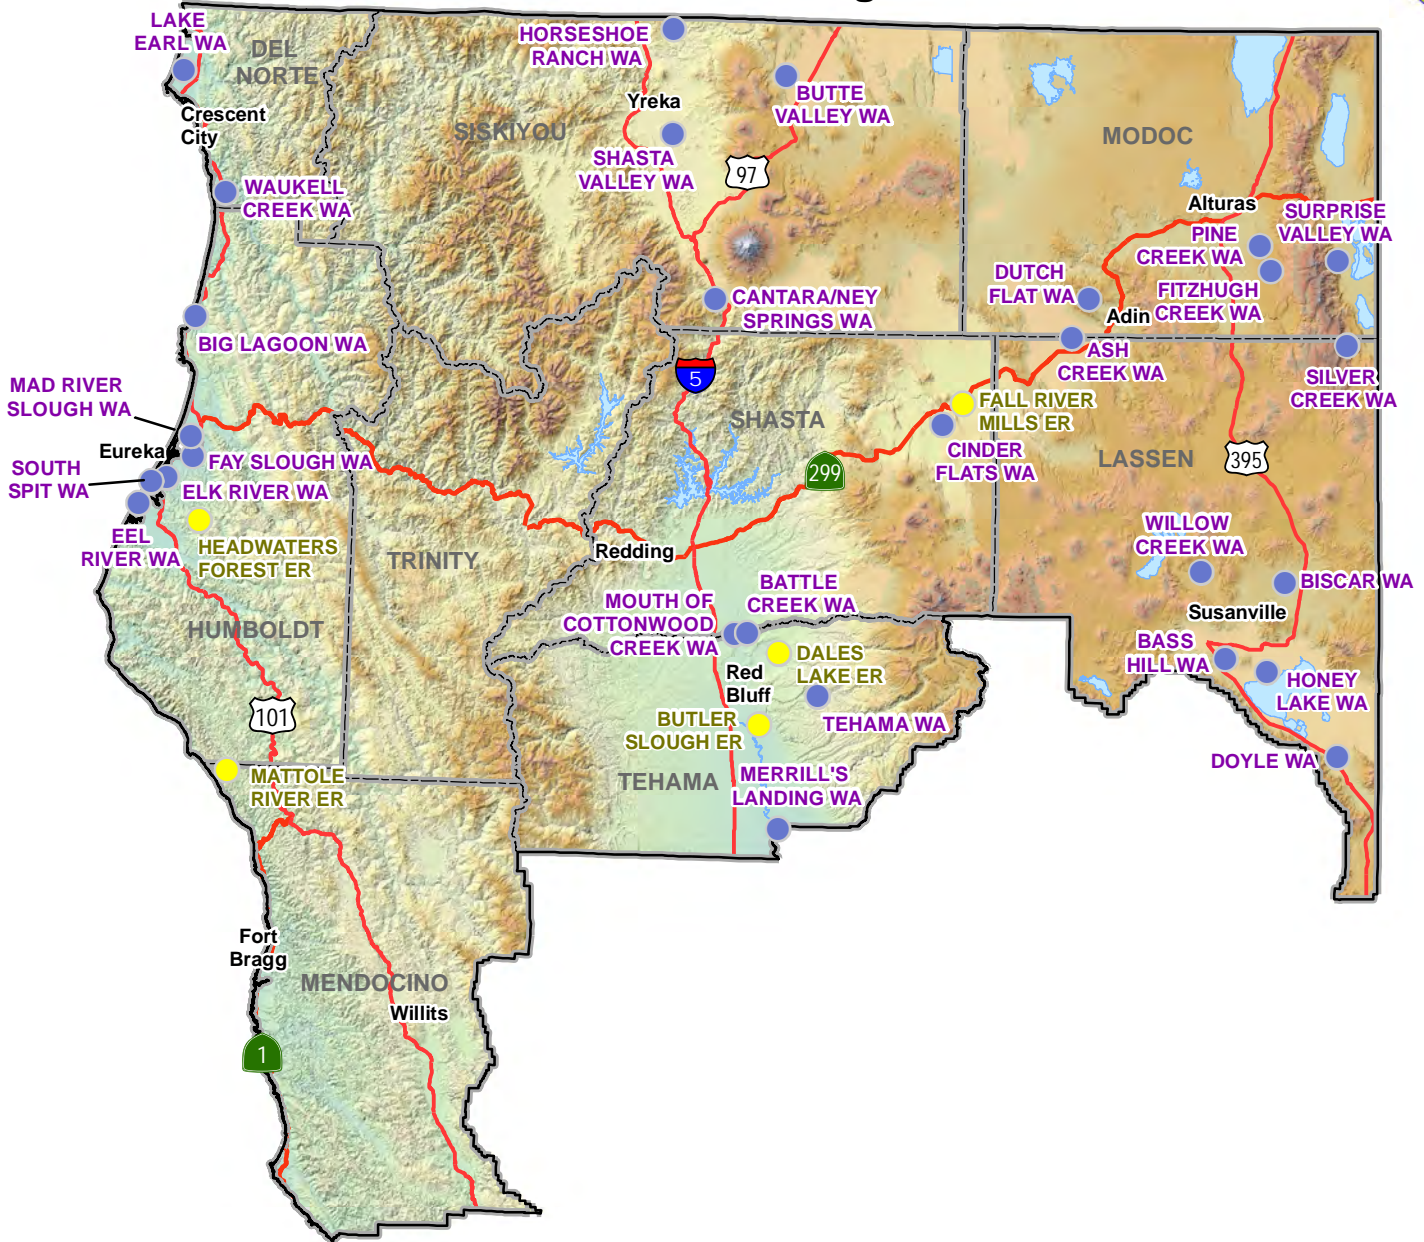 LAKE
EARL WA
DEL
NORTE
Crescent
City
HORSESHOE
RANCH WA
Yreka
SISKIYOU
SHASTA
VALLEY WA
BUTTE
VALLEY WA
97
MODOC
Alturas
SURPRISE
VALLEY WA
PINE
CREEK WA
FITZHUGH
CREEK WA
DUTCH
FLAT WA
Adin
WAUKELL
CREEK WA
CANTARA/NEY
SPRINGS WA
BIG LAGOON WA
ASH
CREEK WA
SILVER
CREEK WA
5
MAD RIVER
SLOUGH WA
Eureka
SHASTA
FALL RIVER
MILLS ER
CINDER
FLATS WA
LASSEN
395
299
SOUTH
SPIT WA
FAY SLOUGH WA
ELK RIVER WA
EEL
RIVER WA
HEADWATERS
FOREST ER
TRINITY
Redding
WILLOW
CREEK WA
BISCAR WA
Susanville
HUMBOLDT
MOUTH OF
COTTONWOOD
CREEK WA
BATTLE
CREEK WA
DALES
LAKE ER
Red
Bluff
TEHAMA WA
BASS
HILL WA
HONEY
LAKE WA
101
BUTLER
SLOUGH ER
DOYLE WA
MATTOLE
RIVER ER
TEHAMA
MERRILL'S
LANDING WA
Fort
Bragg
MENDOCINO
Willits
1